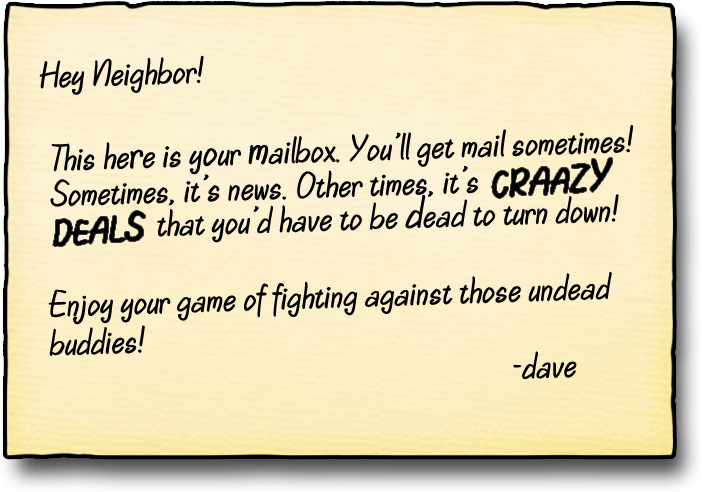 Hey Neighbor!
This here is your mailbox. You'll get mail sometimes!
Sometimes, it's news. Other times, it's CRAAZY
DEALS that you'd have to be dead to turn down!
Enjoy your game of fighting against those undead
buddies!
-dave